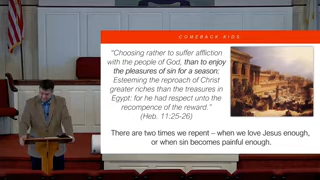 COMEBACK KIDS
"Choosing rather to suffer affliction
with the people of God, than to enjoy
the pleasures of sin for a season;
Esteeming the reproach of Christ
greater riches than the treasures in
Egypt: for he had respect unto the
recompence of the reward."
(Heb. 11:25-26)
There are two times we repent – when we love Jesus enough,
or when sin becomes painful enough.